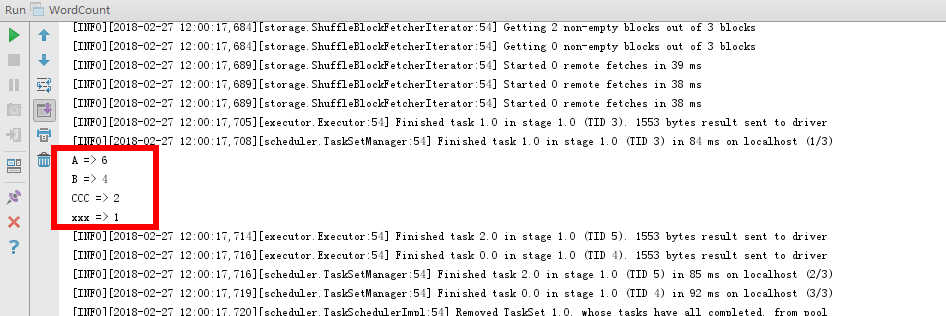 Run WordCount
[INFO][2018-02-27 12:00:17,684][storage.ShuffleBlockFetcherIterator:54] Getting 2 non-empty blocks out of 3 blocks
[INFO][2018-02-27 12:00:17,684][storage.ShuffleBlockFetcherIterator:54] Getting 0 non-empty blocks out of 3 blocks
[INFO][2018-02-27 12:00:17,689][storage.ShuffleBlockFetcherIterator:54] Started 0 remote fetches in 39 ms
[INFO][2018-02-27 12:00:17,689][storage.ShuffleBlockFetcherIterator:54] Started 0 remote fetches in 38 ms
[INFO][2018-02-27 12:00:17,689][storage.ShuffleBlockFetcherIterator:54] Started 0 remote fetches in 38 ms
[INFO][2018-02-27 12:00:17,705][executor.Executor:54] Finished task 1.0 in stage 1.0 (TID 3). 1553 bytes result sent to driver
[INFO][2018-02-27 12:00:17,708][scheduler.TaskSetManager:54] Finished task 1.0 in stage 1.0 (TID 3) in 84 ms on localhost (1/3)
A => 6
B => 4
CCC => 2
xxx => 1
[INFO][2018-02-27 12:00:17,714][executor.Executor:54] Finished task 2.0 in stage 1.0 (TID 5). 1553 bytes result sent to driver
[INFO][2018-02-27 12:00:17,716][executor.Executor:54] Finished task 0.0 in stage 1.0 (TID 4). 1553 bytes result sent to driver
[INFO][2018-02-27 12:00:17,716][scheduler.TaskSetManager:54] Finished task 2.0 in stage 1.0 (TID 5) in 85 ms on localhost (2/3)
[INFO][2018-02-27 12:00:17,719][scheduler.TaskSetManager:54] Finished task 0.0 in stage 1.0 (TID 4) in 92 ms on localhost (3/3)
[INFO][2018-02-27 12:00:17,720][scheduler.TaskSchedulerImpl:54] Removed TaskSet 1.0, whose tasks have all completed, from pool